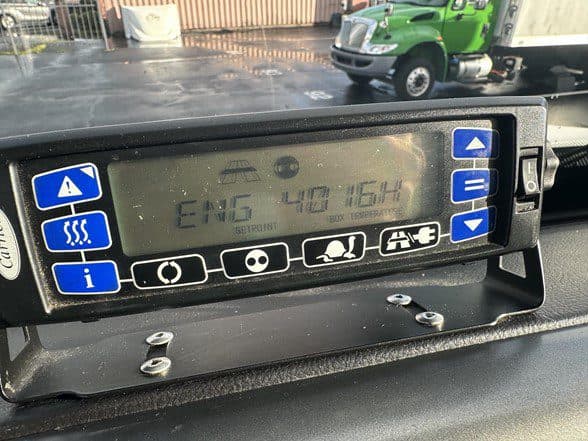 ENG 4016H
SETPOINT BOX TEMPERATURE
i